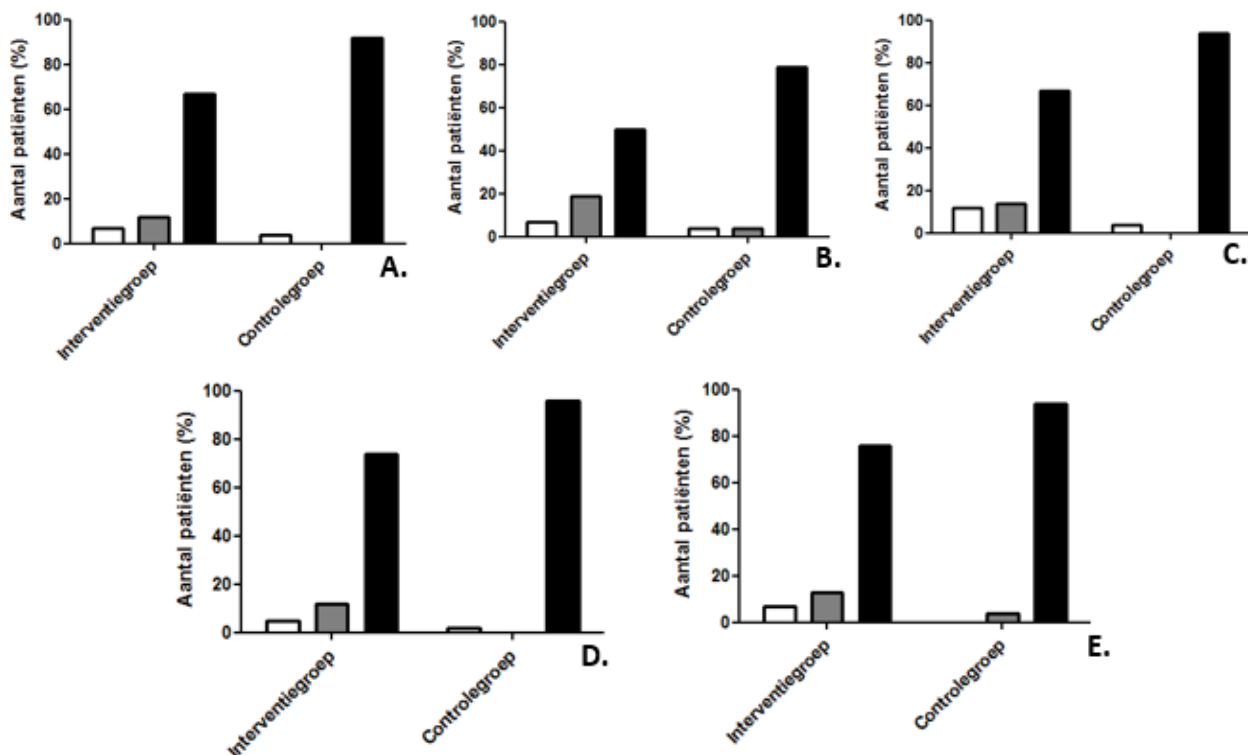 Aantal patiënten (%)
100
80
60
40
20
0
Interventiegroep
Controlegroep
A.
Aantal patiënten (%)
100
80
60
40
20
0
Interventiegroep
Controlegroep
B.
Aantal patiënten (%)
100
80
60
40
20
0
Interventiegroep
Controlegroep
C.
Aantal patiënten (%)
100
80
60
40
20
0
Interventiegroep
Controlegroep
D.
Aantal patiënten (%)
100
80
60
40
20
0
Interventiegroep
Controlegroep
E.